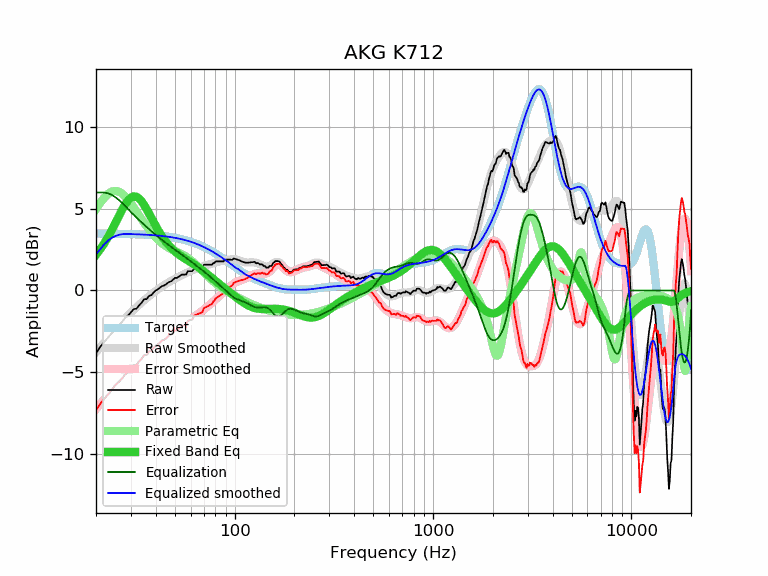 AKG K712
Amplitude (dBr)
10
5
0
−5
−10
Target
Raw Smoothed
Error Smoothed
Raw
Error
Parametric Eq
Fixed Band Eq
Equalization
Equalized smoothed
100
1000
10000
Frequency (Hz)